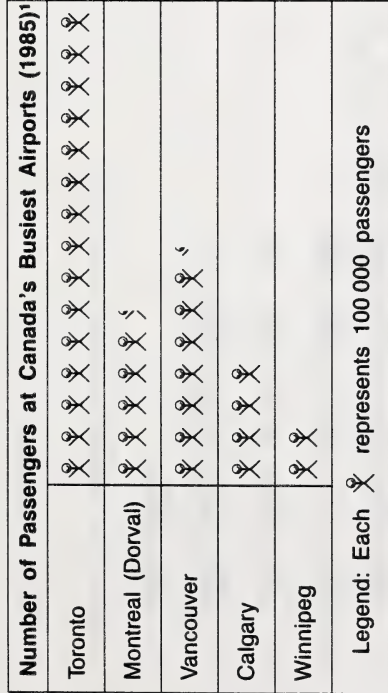 Number of Passengers at Canada's Busiest Airports (1985)¹
Toronto
Montreal (Dorval)
Vancouver
Calgary
Winnipeg
Legend: Each represents 100 000 passengers